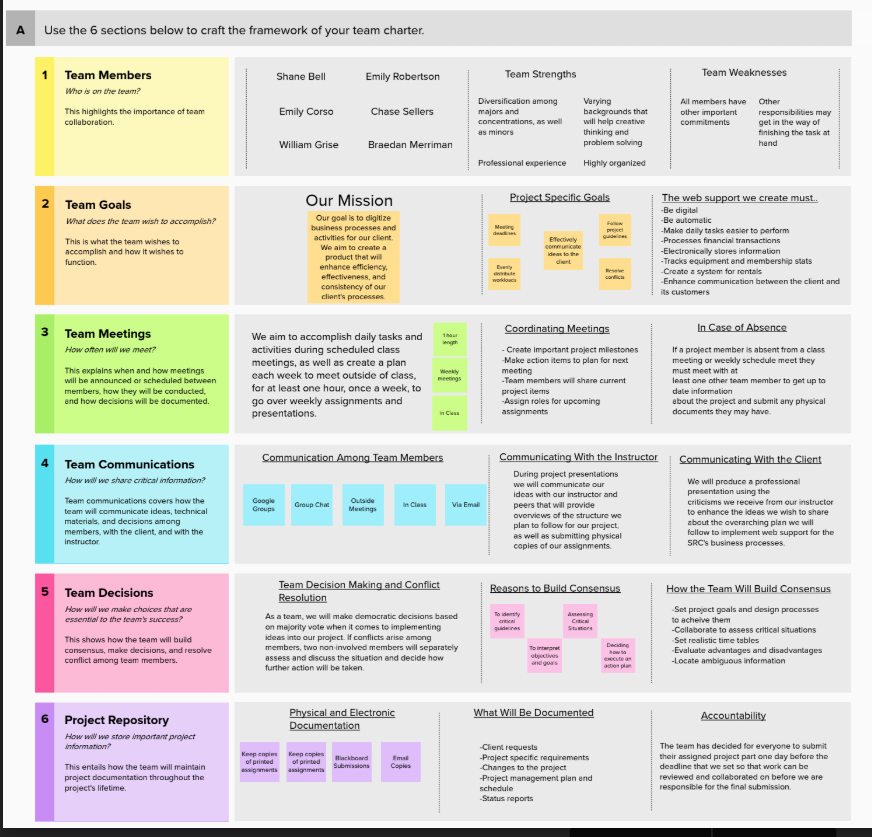 A Use the 6 sections below to craft the framework of your team charter.
1 Team Members
Who is on the team?
This highlights the importance of team
collaboration.
Shane Bell
Emily Robertson
Emily Corso
Chase Sellers
William Grise
Braedan Merriman
Team Strengths
Diversification among
majors and
concentrations, as well
as minors
Varying
backgrounds that
will help creative
thinking and
problem solving
Professional experience
Highly organized
Team Weaknesses
All members have
other important
commitments
Other
responsibilities may
get in the way of
finishing the task at
hand
2 Team Goals
What does the team wish to accomplish?
This is what the team wishes to
accomplish and how it wishes to
function.
Our Mission
Our goal is to digitize
business processes and
activities for our client.
We aim to create a
product that will
enhance efficiency,
effectiveness, and
consistency of our
client's processes.
Project Specific Goals
Meeting
deadlines
Effectively
communicate
ideas to the
client
Follow
project
guidelines
Evenly
distribute
workloads
Resolve
conflicts
The web support we create must..
-Be digital
-Be automatic
-Make daily tasks easier to perform
-Processes financial transactions
-Electronically stores information
-Tracks equipment and membership stats
-Create a system for rentals
-Enhance communication between the client and
its customers
3 Team Meetings
How often will we meet?
This explains when and how meetings
will be announced or scheduled between
members, how they will be conducted,
and how decisions will be documented.
We aim to accomplish daily tasks and
activities during scheduled class
meetings, as well as create a plan
each week to meet outside of class,
for at least one hour, once a week, to
go over weekly assignments and
presentations.
1 hour
length
Weekly
meetings
In Class
Coordinating Meetings
- Create important project milestones
-Make action items to plan for next
meeting
-Team members will share current
project items
-Assign roles for upcoming
assignments
In Case of Absence
If a project member is absent from a class
meeting or weekly schedule meet they
must meet with at
least one other team member to get up to
date information
about the project and submit any physical
documents they may have.
4 Team Communications
How will we share critical information?
Team communications covers how the
team will communicate ideas, technical
materials, and decisions among
members, with the client, and with the
instructor.
Communication Among Team Members
Google
Groups
Group Chat
Outside
Meetings
In Class
Via Email
Communicating With the Instructor
During project presentations
we will communicate our
ideas with our instructor and
peers that will provide
overviews of the structure we
plan to follow for our project,
as well as submitting physical
copies of our assignments.
Communicating With the Client
We will produce a professional
presentation using the
criticisms we receive from our instructor
to enhance the ideas we wish to share
about the overarching plan we will
follow to implement web support for the
SRC's business processes.
5 Team Decisions
How will we make choices that are
essential to the team's success?
This shows how the team will build
consensus, make decisions, and resolve
conflict among team members.
Team Decision Making and Conflict
Resolution
As a team, we will make democratic decisions based
on majority vote when it comes to implementing
ideas into our project. If conflicts arise among
members, two non-involved members will separately
assess and discuss the situation and decide how
further action will be taken.
Reasons to Build Consensus
To identify
critical
guidelines
Assessing
Critical
Situations
To interpret
objectives
and goals
Deciding
how to
execute an
action plan
How the Team Will Build Consensus
-Set project goals and design processes
to acheive them
-Collaborate to assess critical situations
-Set realistic time tables
-Evaluate advantages and disadvantages
-Locate ambiguous information
6 Project Repository
How will we store important project
information?
This entails how the team will maintain
project documentation throughout the
project's lifetime.
Physical and Electronic
Documentation
Keep copies
of printed
assignments
Keep copies
of printed
assignments
Blackboard
Submissions
Email
Copies
What Will Be Documented
-Client requests
-Project specific requirements
-Changes to the project
-Project management plan and
schedule
-Status reports
Accountability
The team has decided for everyone to submit
their assigned project part one day before the
deadline that we set so that work can be
reviewed and collaborated on before we are
responsible for the final submission.